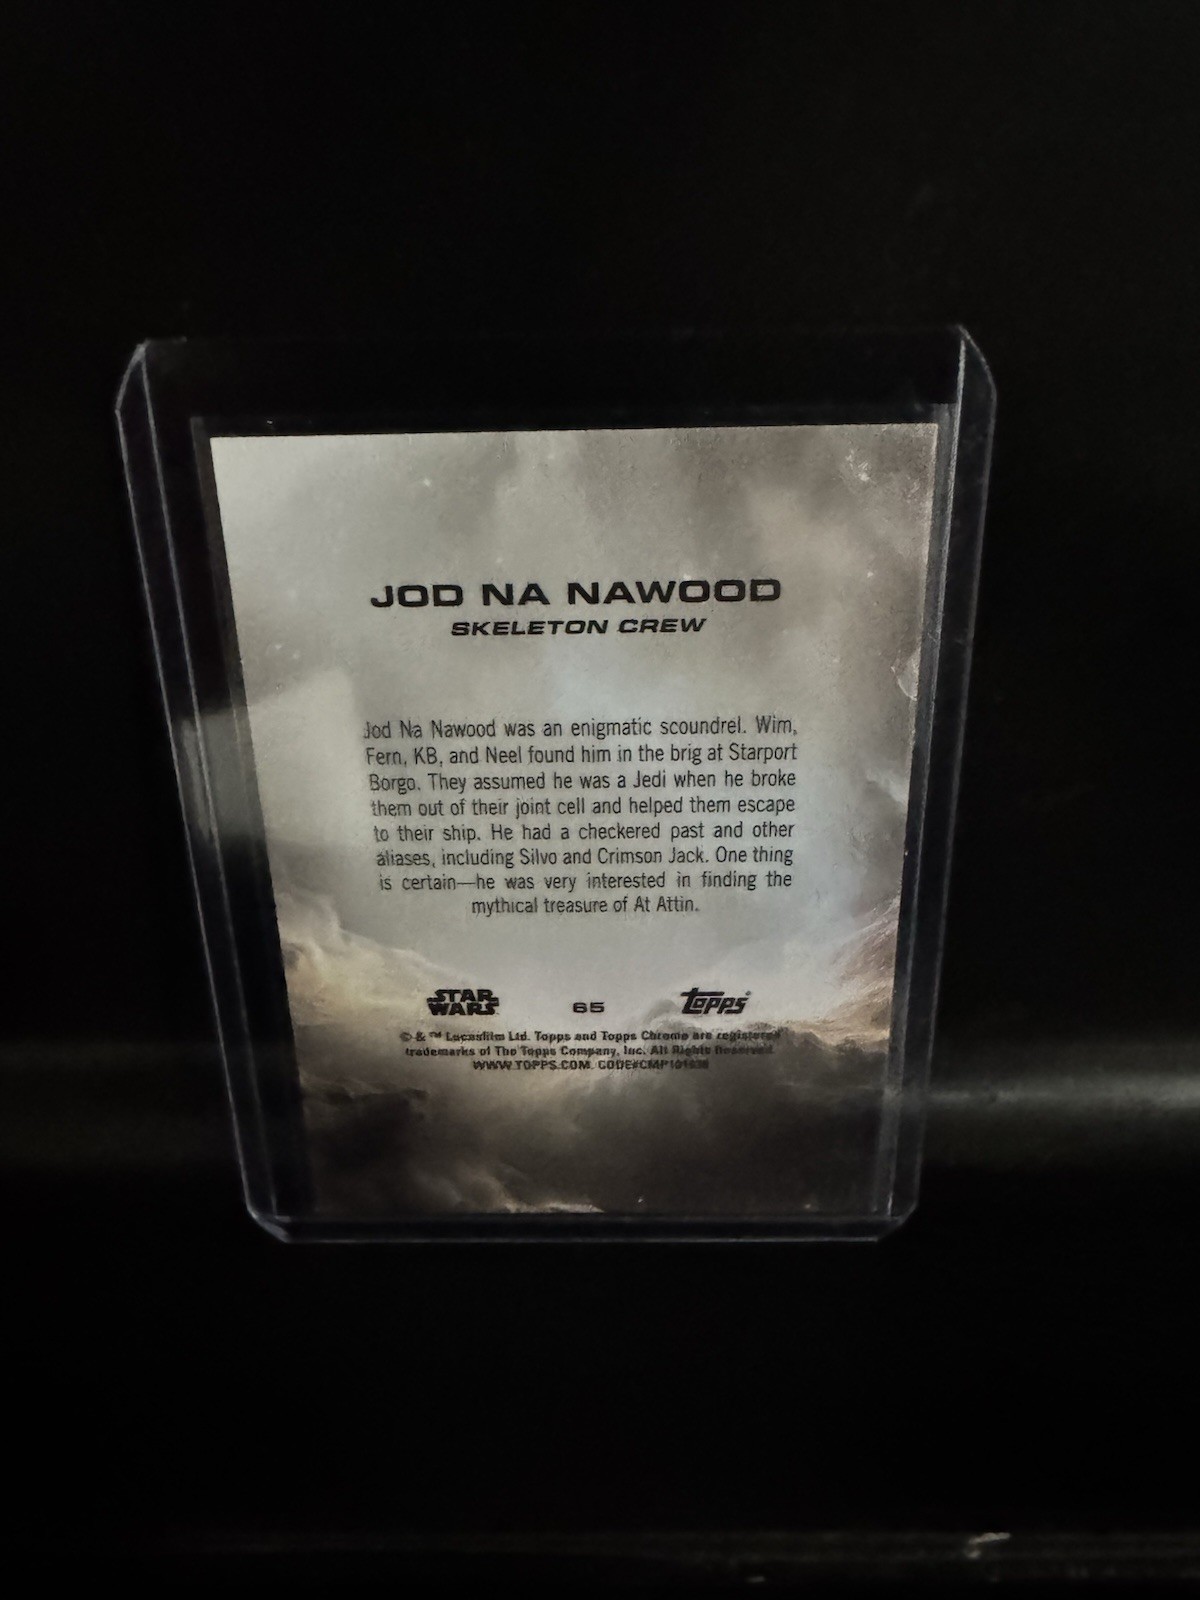 JOD NA NAWOOD
SKELETON CREW
Jod Na Nawood was an enigmatic scoundrel. Wim,
Fern, KB, and Neel found him in the brig at Starport
Borgo. They assumed he was a Jedi when he broke
them out of their joint cell and helped them escape
to their ship. He had a checkered past and other
aliases, including Silvo and Crimson Jack. One thing
is certain—he was very interested in finding the
mythical treasure of At Attin.
STAR WARS 65 Topps®
© & ™ Lucasfilm Ltd. Topps and Topps Chrome are registered
trademarks of The Topps Company, Inc. All Rights Reserved.
WWW.TOPPS.COM.